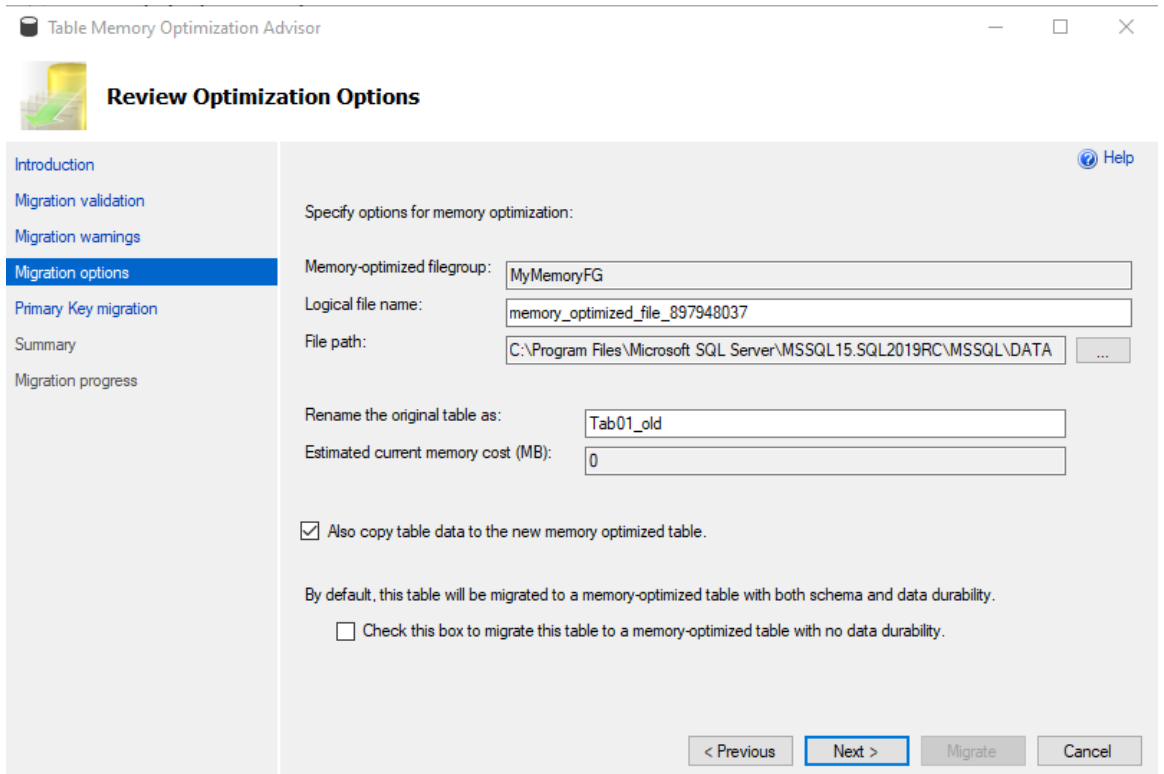 Table Memory Optimization Advisor
Review Optimization Options
Introduction
Migration validation
Migration warnings
Migration options
Primary Key migration
Summary
Migration progress
Help
Specify options for memory optimization:
Memory-optimized filegroup: MyMemoryFG
Logical file name: memory_optimized_file_897948037
File path: C:\Program Files\Microsoft SQL Server\MSSQL15.SQL2019RC\MSSQL\DATA ...
Rename the original table as: Tab01_old
Estimated current memory cost (MB): 0
Also copy table data to the new memory optimized table.
By default, this table will be migrated to a memory-optimized table with both schema and data durability.
Check this box to migrate this table to a memory-optimized table with no data durability.
< Previous Next > Migrate Cancel